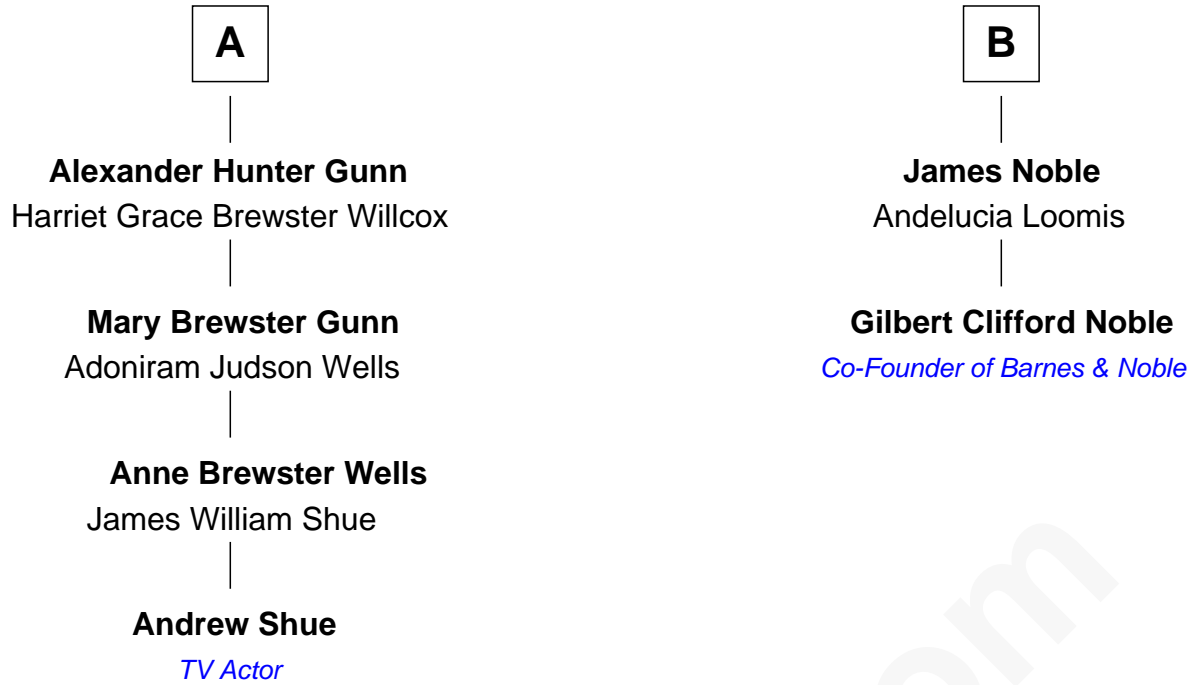 A
Alexander Hunter Gunn
Harriet Grace Brewster Willcox
Mary Brewster Gunn
Adoniram Judson Wells
Anne Brewster Wells
James William Shue
Andrew Shue
TV Actor
B
James Noble
Andelucia Loomis
Gilbert Clifford Noble
Co-Founder of Barnes & Noble
om